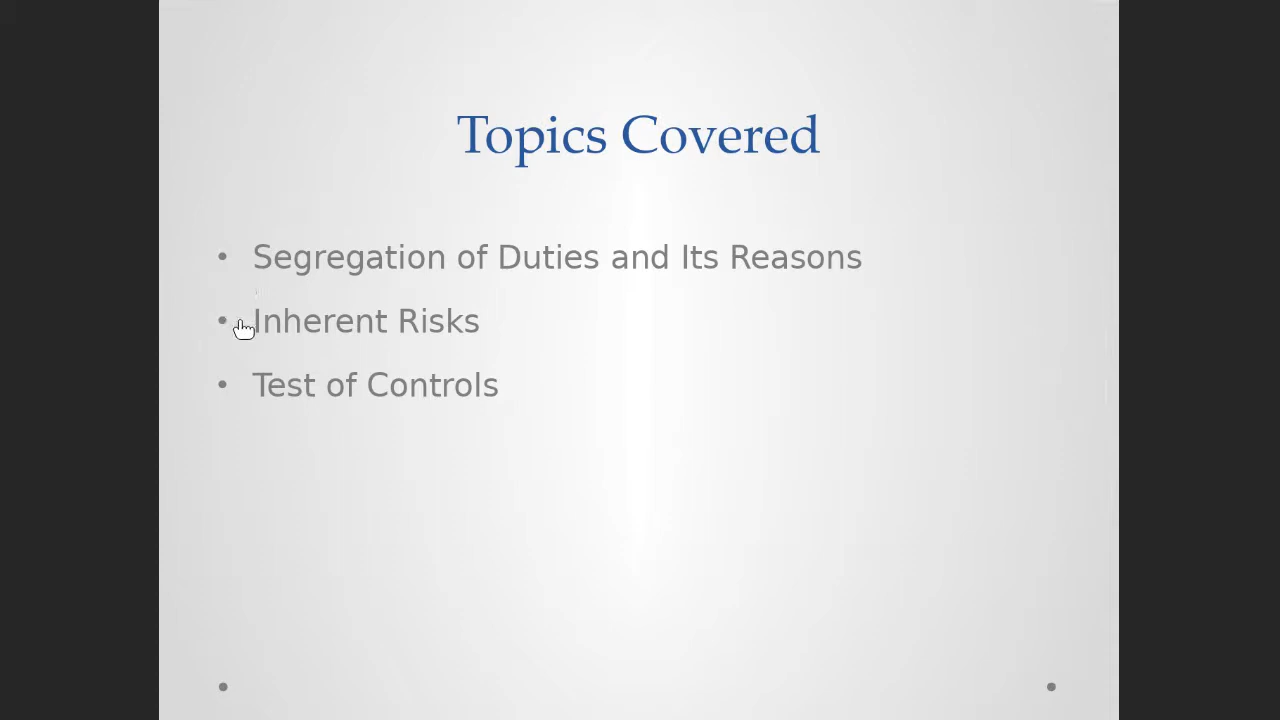 Topics Covered
• Segregation of Duties and Its Reasons
• Inherent Risks
• Test of Controls